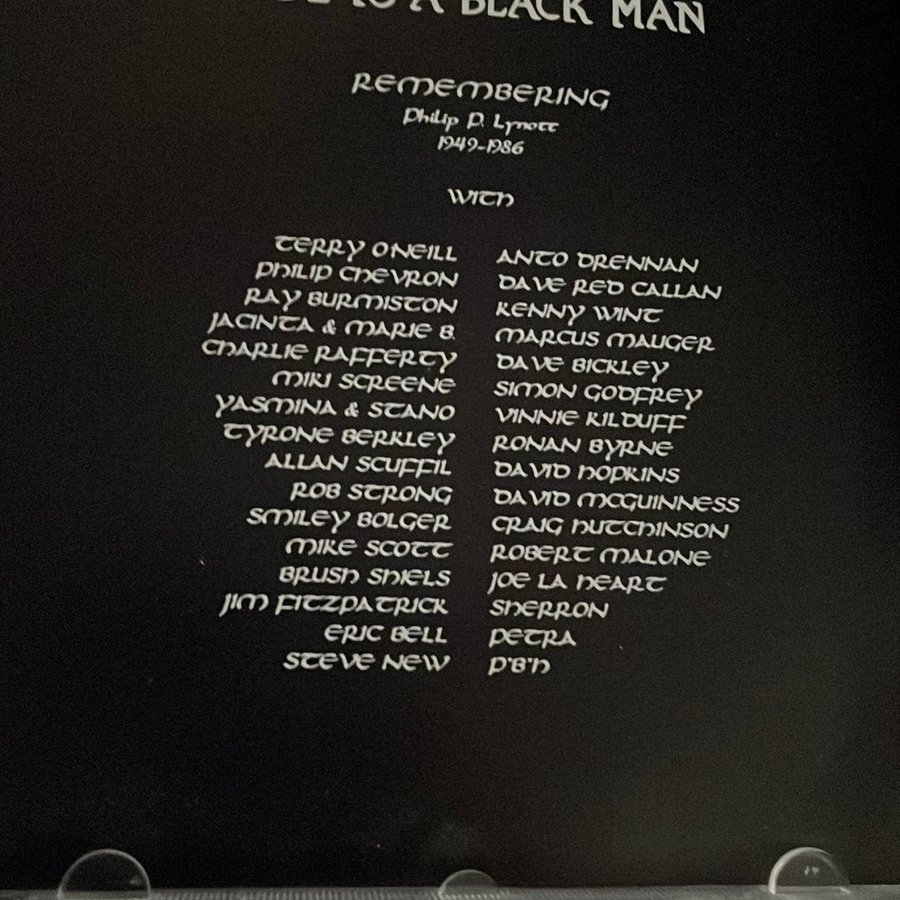 TO A BLACK MAN
REMEMBERING
Philip P. Lynott
1949-1986
WITH
TERRY O'NEILL
PHILIP CHEVRON
RAY BURMISTON
JACINTA & MARIE B.
CHARLIE RAFFERTY
MIKI SCREENE
YASMINA & STANO
TYRONE BERKLEY
ALLAN SCUFFIL
ROB STRONG
SMILEY BOLGER
MIKE SCOTT
BRUSH SHIELS
JIM FITZPATRICK
ERIC BELL
STEVE NEW
ANTO DRENNAN
DAVE RED CALLAN
KENNY WINT
MARCUS MAUGER
DAVE BICKLEY
SIMON GODFREY
VINNIE KILDUFF
RONAN BYRNE
DAVID HOPKINS
DAVID MCGUINNESS
CRAIG HUTCHINSON
ROBERT MALONE
JOE LA HEART
SHERRON
PETRA
P'B'H